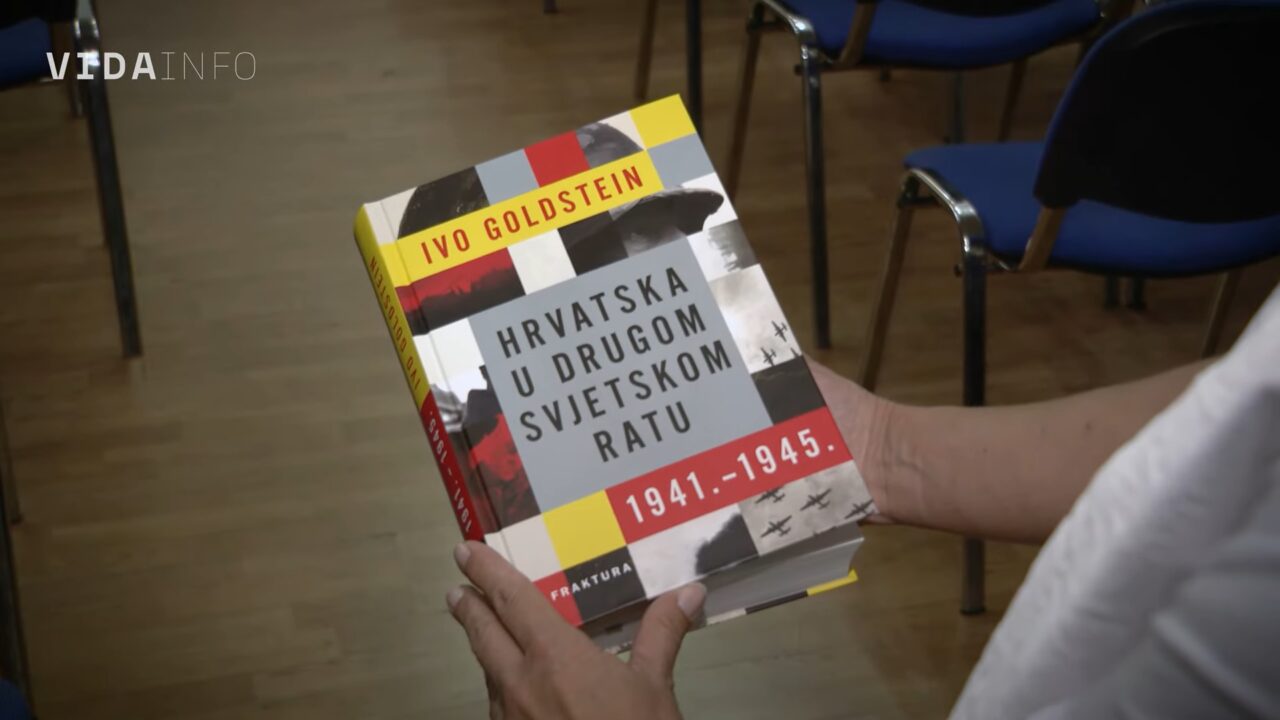 VIDAINFO
IVO GOLDSTEIN
HRVATSKA
U DRUGOM
SVJETSKOM
RATU
1941.–1945.
FRAKTURA
IVO GOLDSTEIN
1941. – 1945.